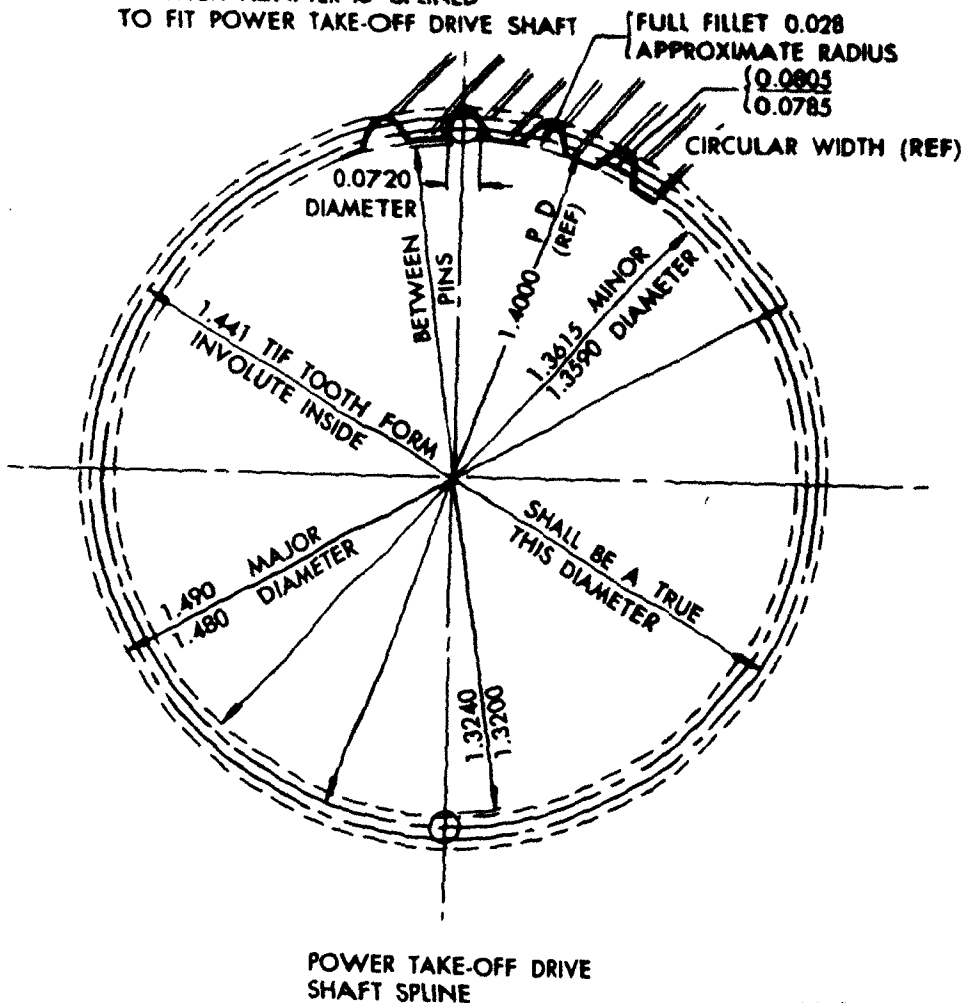 TO FIT POWER TAKE-OFF DRIVE SHAFT
FULL FILLET 0.028
APPROXIMATE RADIUS
0.0805
0.0785
CIRCULAR WIDTH (REF)
0.0720
DIAMETER
BETWEEN
PINS
1.4000 P D
(REF)
1.3615 MINOR
1.3590 DIAMETER
1.441 TIF TOOTH FORM
INVOLUTE INSIDE
SHALL BE A TRUE
THIS DIAMETER
1.490 MAJOR
1.480 DIAMETER
1.3240
1.3200
POWER TAKE-OFF DRIVE
SHAFT SPLINE